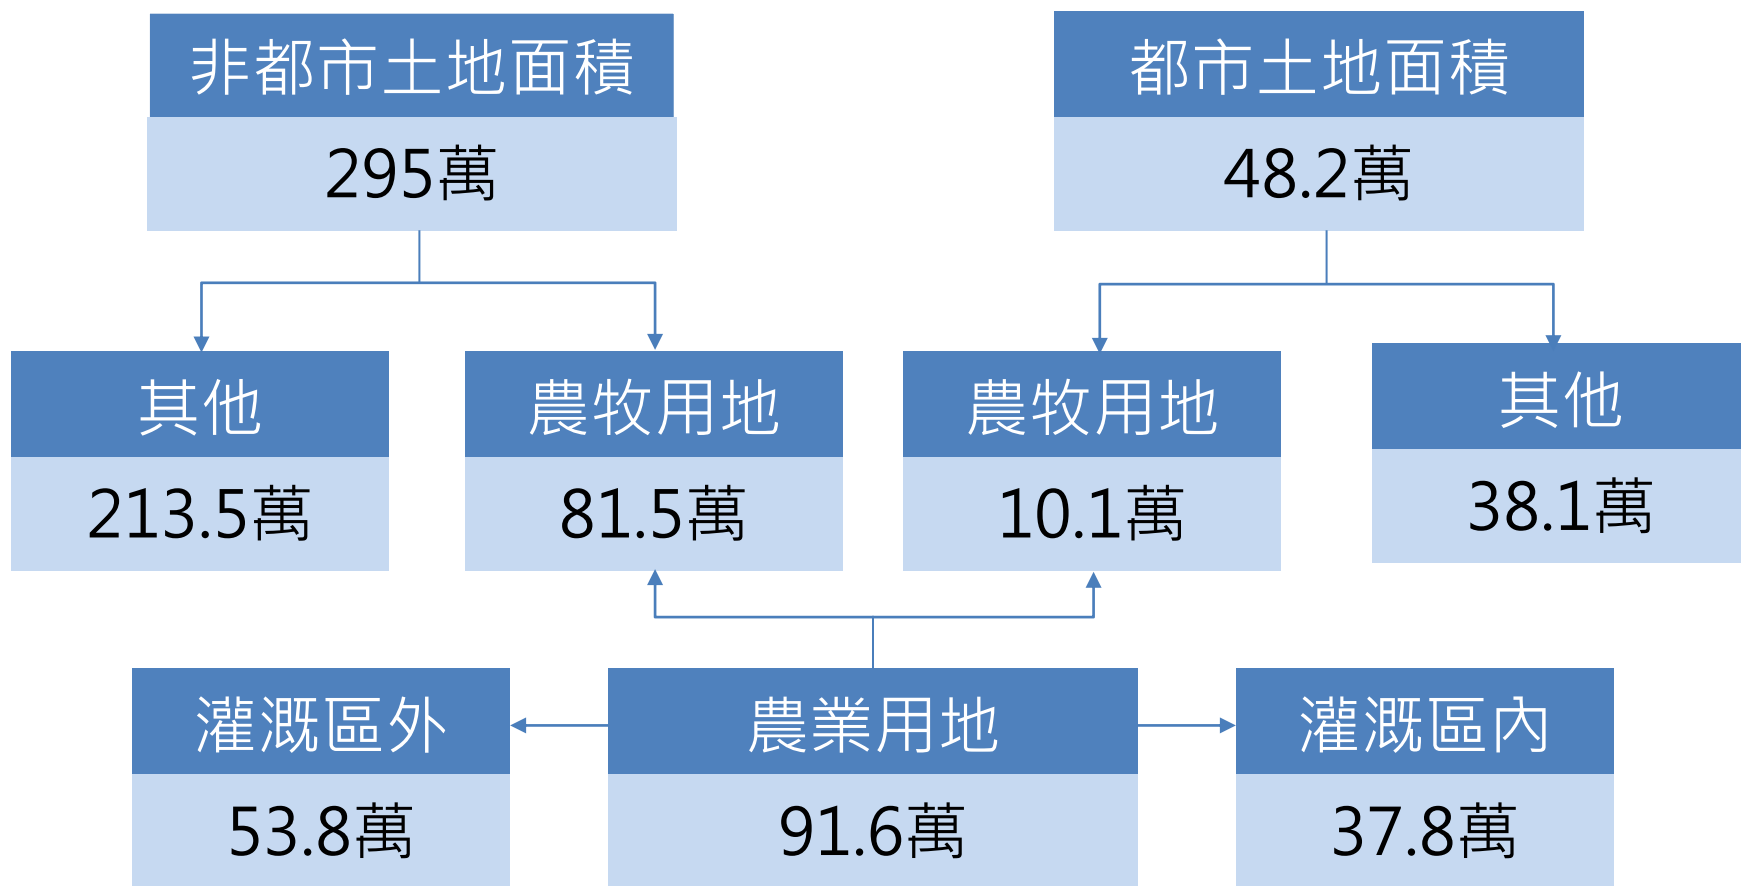 非都市土地面積
295萬
都市土地面積
48.2萬
其他
213.5萬
農牧用地
81.5萬
農牧用地
10.1萬
其他
38.1萬
灌溉區外
53.8萬
農業用地
91.6萬
灌溉區內
37.8萬